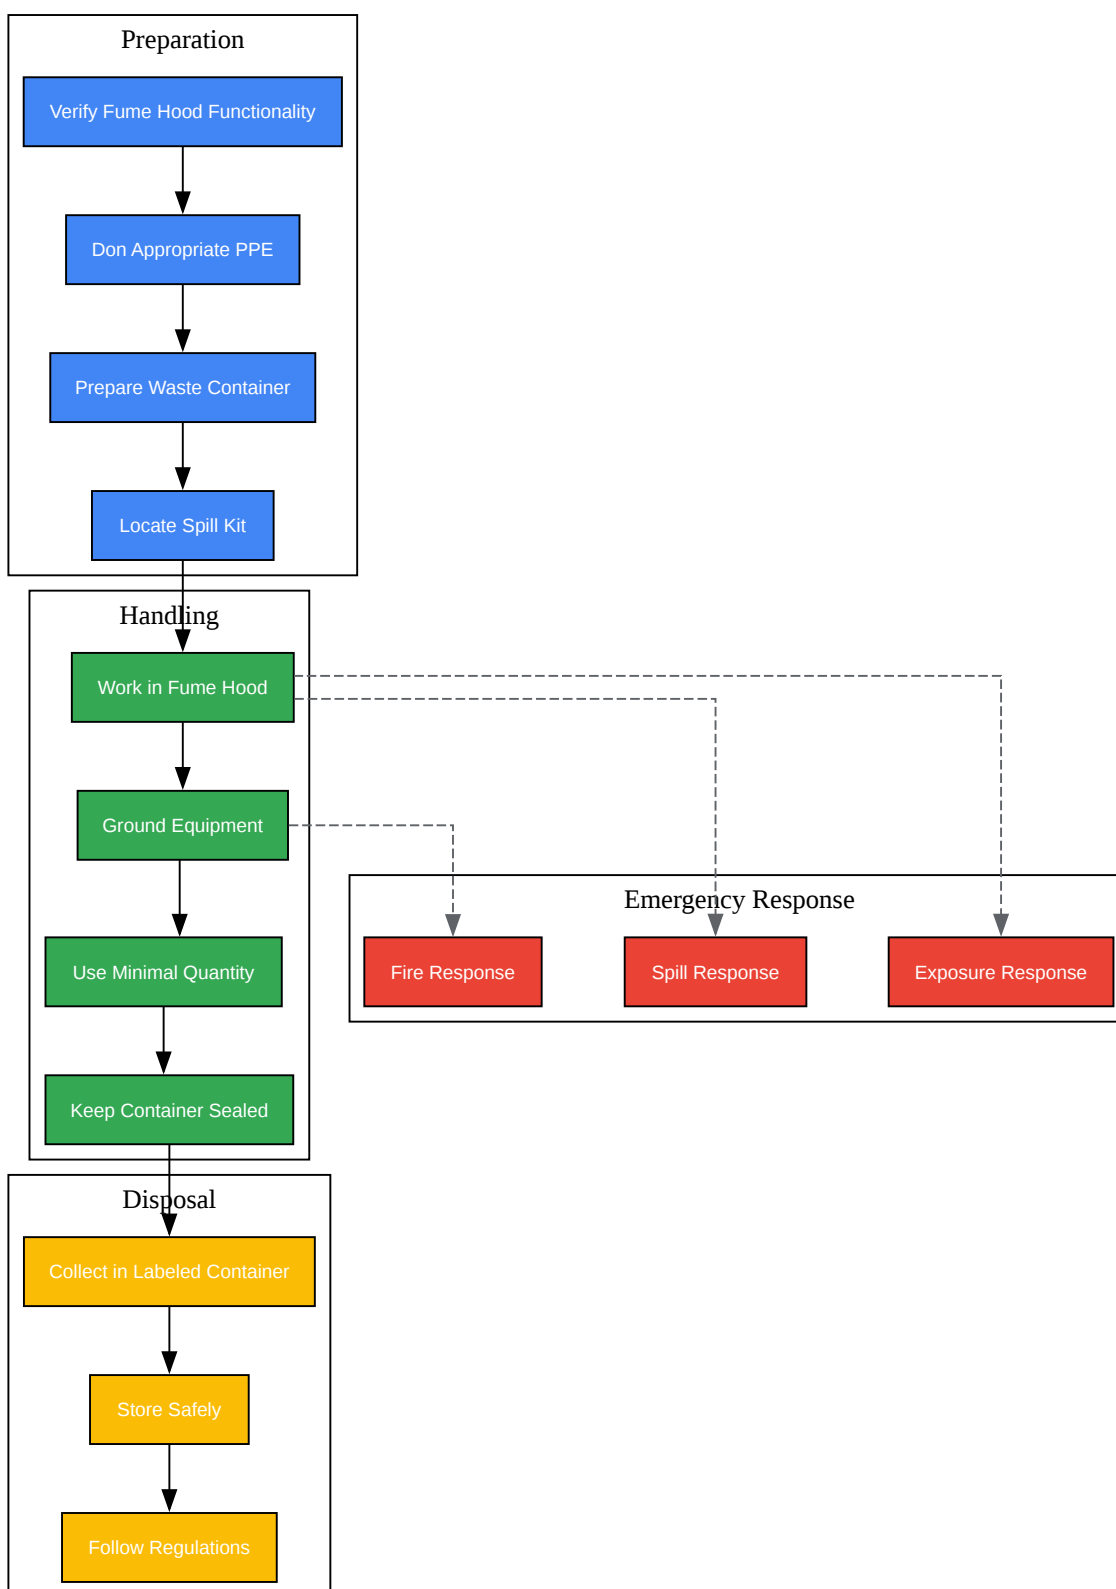 Preparation
Verify Fume Hood Functionality
Don Appropriate PPE
Prepare Waste Container
Locate Spill Kit
Handling
Work in Fume Hood
Ground Equipment
Use Minimal Quantity
Keep Container Sealed
Emergency Response
Fire Response
Spill Response
Exposure Response
Disposal
Collect in Labeled Container
Store Safely
Follow Regulations